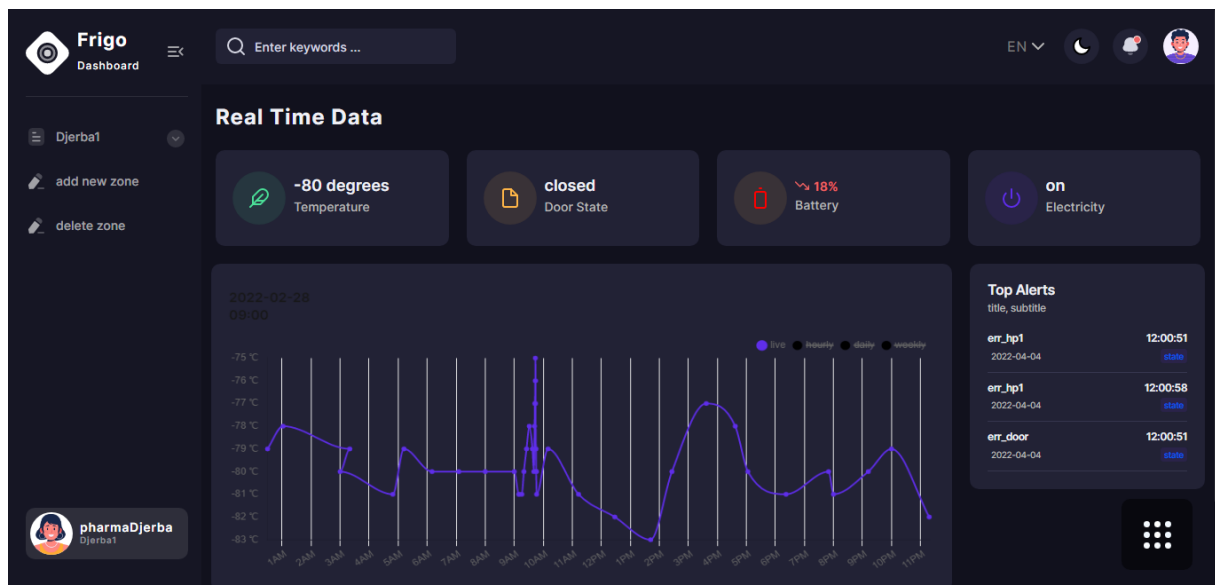 Frigo
Dashboard
Enter keywords ...
EN
Djerba1
add new zone
delete zone
pharmaDjerba
Djerba1
Real Time Data
-80 degrees
Temperature
closed
Door State
18%
Battery
on
Electricity
2022-02-28
09:00
live hourly daily weekly
-75 °C
-76 °C
-77 °C
-78 °C
-79 °C
-80 °C
-81 °C
-82 °C
-83 °C
1AM 2AM 3AM 4AM 5AM 6AM 7AM 8AM 9AM 10AM 11AM 12PM 1PM 2PM 3PM 4PM 5PM 6PM 7PM 8PM 9PM 10PM 11PM
Top Alerts
title, subtitle
err_hp1 12:00:51
2022-04-04 state
err_hp1 12:00:58
2022-04-04 state
err_door 12:00:51
2022-04-04 state